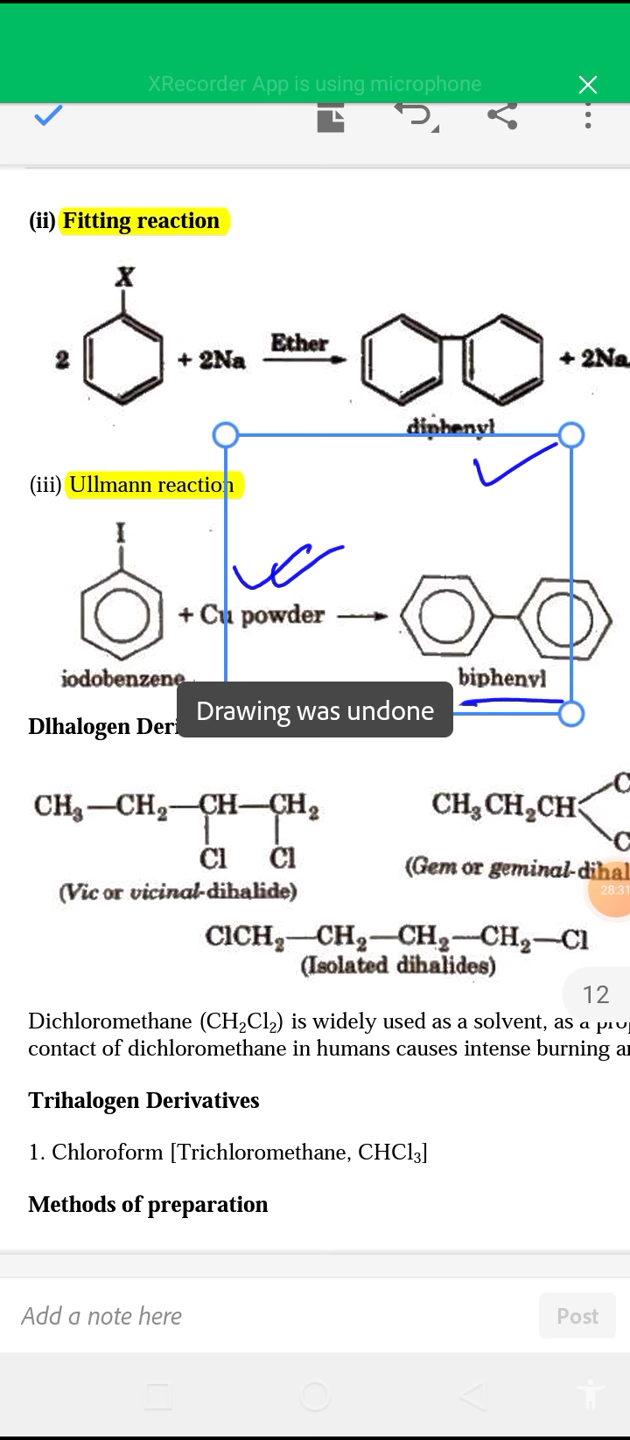 XRecorder App is using microphone
(ii) Fitting reaction
X
2 + 2Na Ether + 2Na
diphenyl
(iii) Ullmann reaction
I
+ Cu powder
iodobenzene biphenyl
Drawing was undone
Dlhalogen Deri
CH3—CH2—CH—CH2 CH3CH2CH C
Cl Cl C
(Vic or vicinal-dihalide) (Gem or geminal-dihal
28:31
ClCH2—CH2—CH2—CH2—Cl
(Isolated dihalides)
12
Dichloromethane (CH2Cl2) is widely used as a solvent, as a
contact of dichloromethane in humans causes intense burning
Trihalogen Derivatives
1. Chloroform [Trichloromethane, CHCl3]
Methods of preparation
Add a note here Post